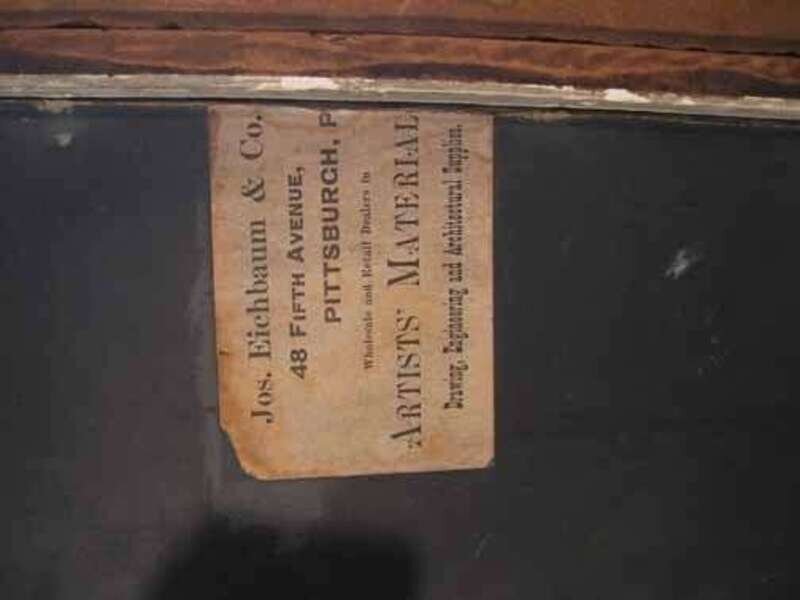 Jos. Eichbaum & Co.
48 FIFTH AVENUE,
PITTSBURGH, P
Wholesale and Retail Dealers in
ARTISTS' MATERIAL
Drawing, Engineering and Architectural Supplies.